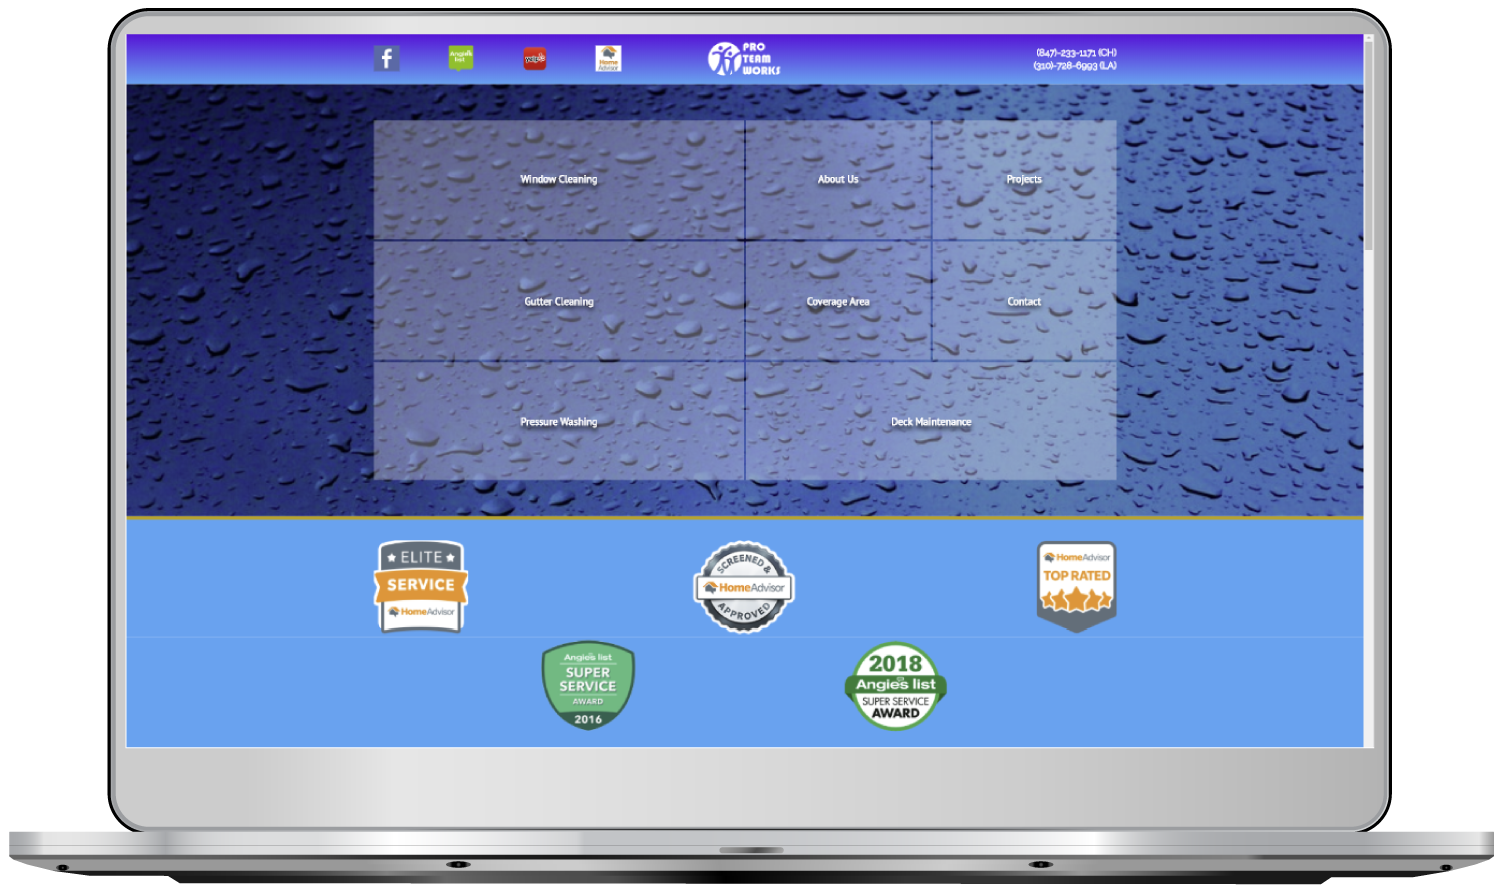 f
Angie's list
yelp
Home Advisor
PRO
TEAM
WORKS
(847)-233-1171 (CH)
(310)-728-6993 (LA)
Window Cleaning
About Us
Projects
Gutter Cleaning
Coverage Area
Contact
Pressure Washing
Deck Maintenance
ELITE
SERVICE
HomeAdvisor
SCREENED &
HomeAdvisor
APPROVED
HomeAdvisor
TOP RATED
Angie's list
SUPER
SERVICE
AWARD
2016
2018
Angie's list
SUPER SERVICE
AWARD